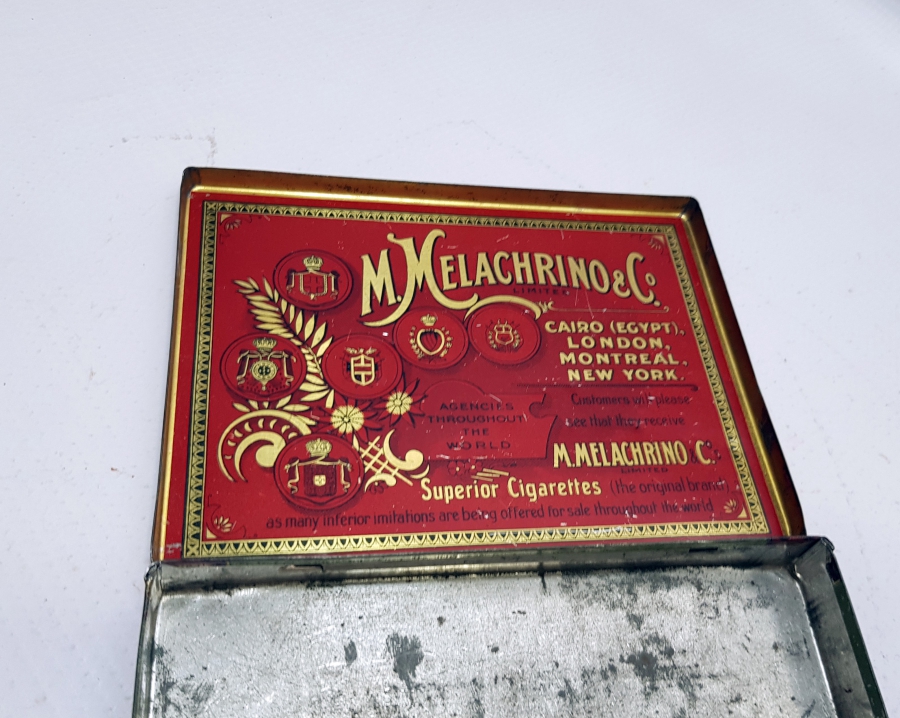 M. MELACHRINO & Co.
LIMITED
CAIRO (EGYPT),
LONDON,
MONTREAL,
NEW YORK.
AGENCIES
THROUGHOUT
THE
WORLD
Customers will please
see that they receive
M. MELACHRINO & Co.
LIMITED
Superior Cigarettes (the original brand)
as many inferior imitations are being offered for sale throughout the world